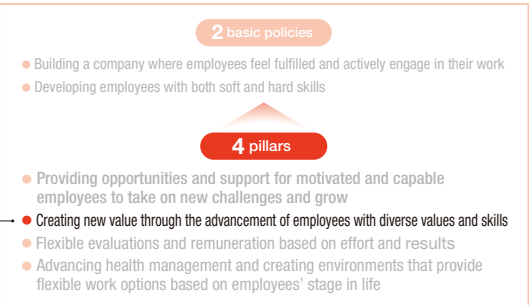 2 basic policies
● Building a company where employees feel fulfilled and actively engage in their work
● Developing employees with both soft and hard skills
4 pillars
● Providing opportunities and support for motivated and capable
employees to take on new challenges and grow
● Creating new value through the advancement of employees with diverse values and skills
● Flexible evaluations and remuneration based on effort and results
● Advancing health management and creating environments that provide
flexible work options based on employees' stage in life